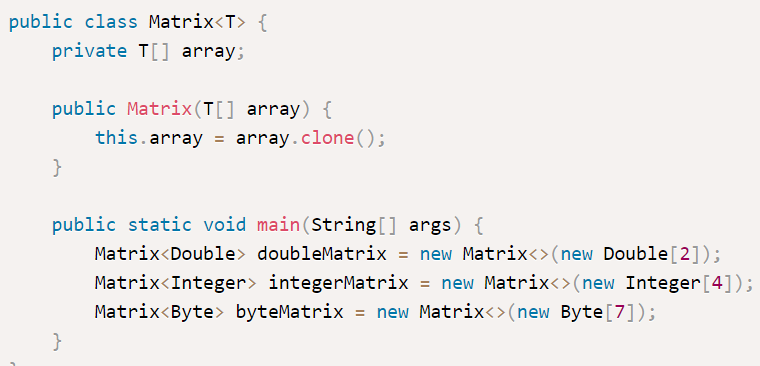 public class Matrix<T> {
private T[] array;
public Matrix(T[] array) {
this.array = array.clone();
}
public static void main(String[] args) {
Matrix<Double> doubleMatrix = new Matrix<>(new Double[2]);
Matrix<Integer> integerMatrix = new Matrix<>(new Integer[4]);
Matrix<Byte> byteMatrix = new Matrix<>(new Byte[7]);
}